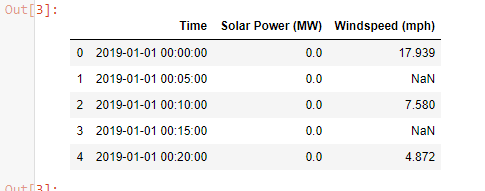 Out[3]:
Time Solar Power (MW) Windspeed (mph)
0 2019-01-01 00:00:00 0.0 17.939
1 2019-01-01 00:05:00 0.0 NaN
2 2019-01-01 00:10:00 0.0 7.580
3 2019-01-01 00:15:00 0.0 NaN
4 2019-01-01 00:20:00 0.0 4.872
Out[3]: